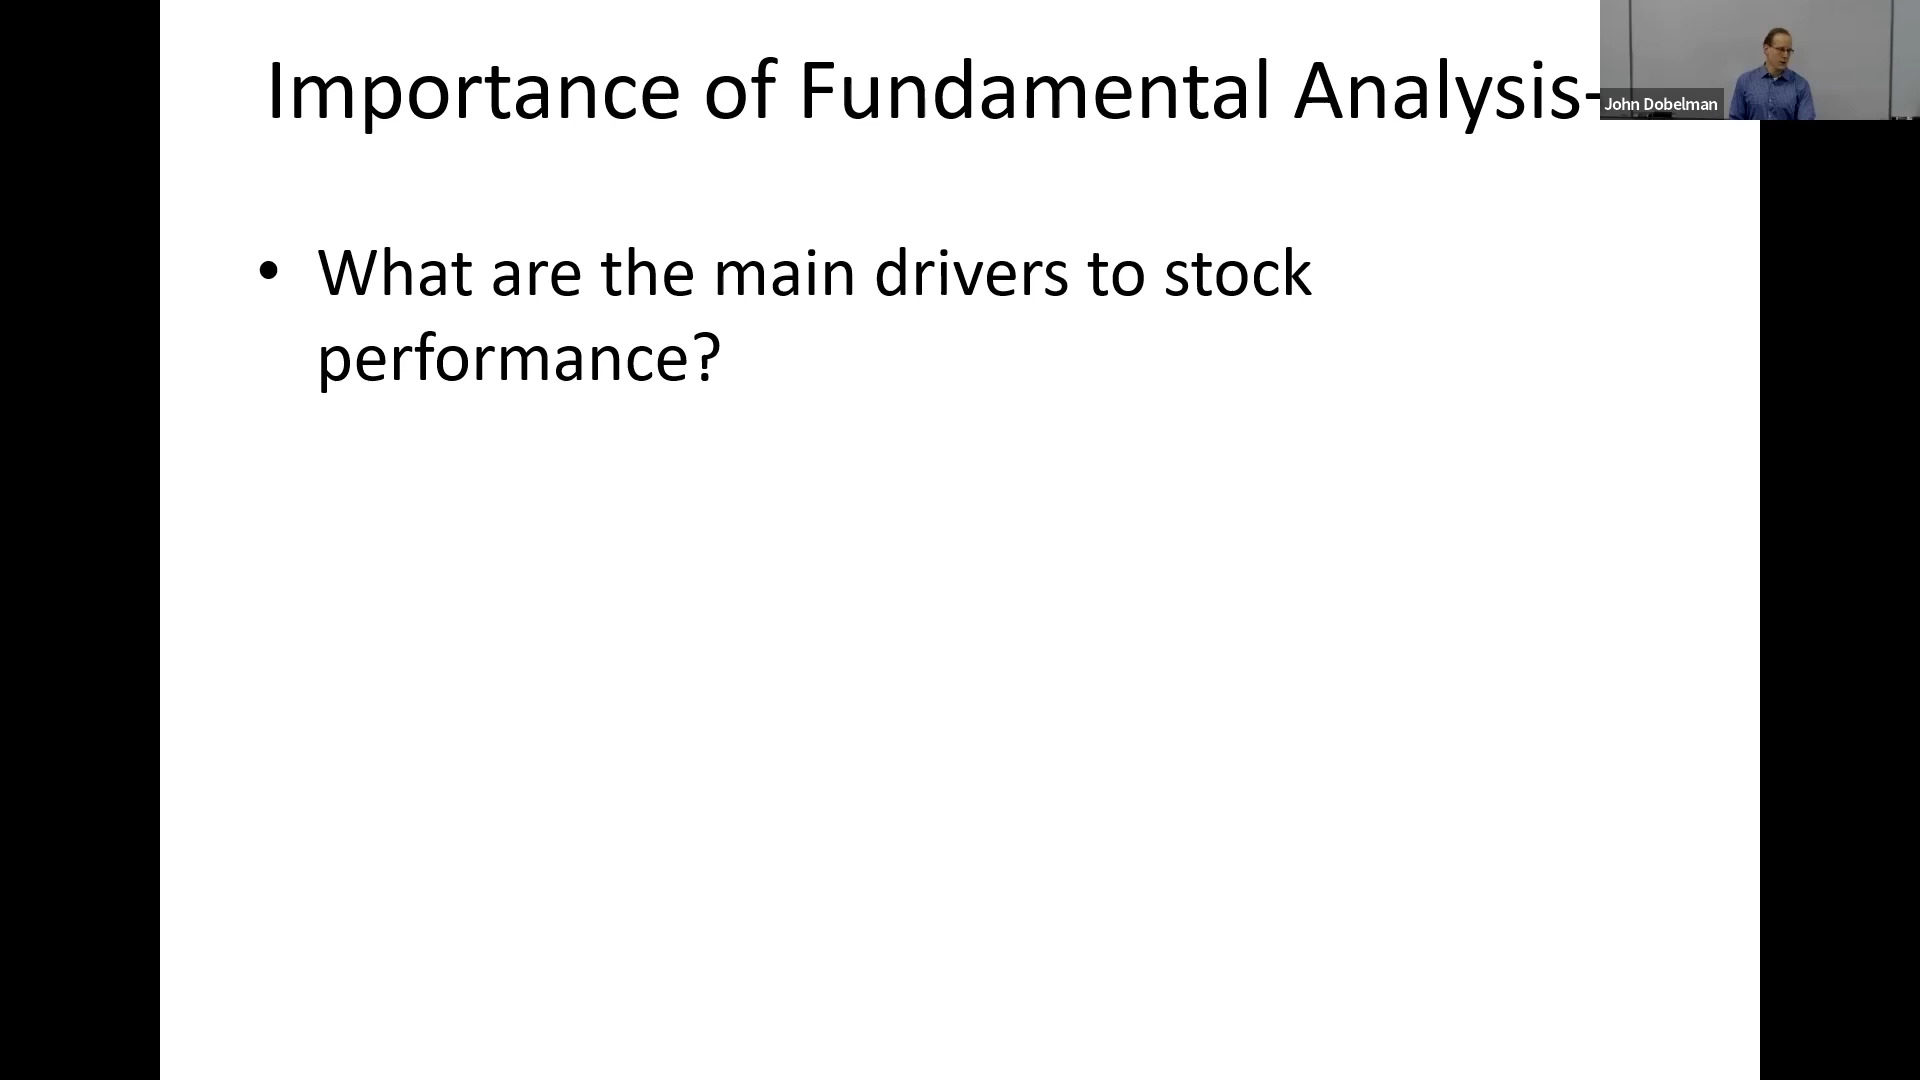 Importance of Fundamental Analysis-
John Dobelman
• What are the main drivers to stock
performance?